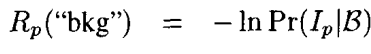 R_p("bkg") = − ln Pr(I_p|𝓑)